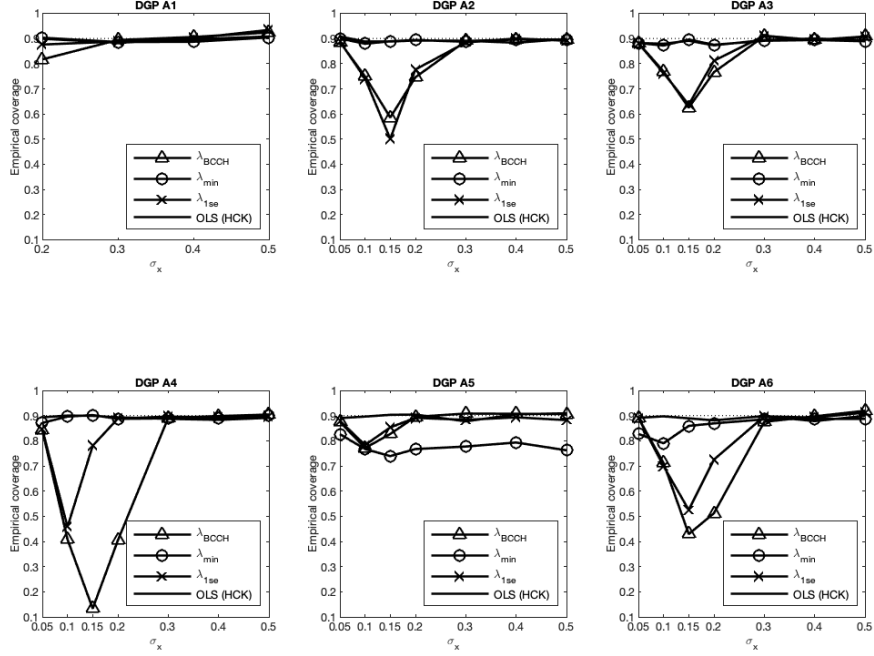 DGP A1
Empirical coverage
1
0.9
0.8
0.7
0.6
0.5
0.4
0.3
0.2
0.1
λBCCH
λmin
λ1se
OLS (HCK)
0.2 0.3 0.4 0.5
σx
DGP A2
Empirical coverage
1
0.9
0.8
0.7
0.6
0.5
0.4
0.3
0.2
0.1
λBCCH
λmin
λ1se
OLS (HCK)
0.05 0.1 0.15 0.2 0.3 0.4 0.5
σx
DGP A3
Empirical coverage
1
0.9
0.8
0.7
0.6
0.5
0.4
0.3
0.2
0.1
λBCCH
λmin
λ1se
OLS (HCK)
0.05 0.1 0.15 0.2 0.3 0.4 0.5
σx
DGP A4
Empirical coverage
1
0.9
0.8
0.7
0.6
0.5
0.4
0.3
0.2
0.1
λBCCH
λmin
λ1se
OLS (HCK)
0.05 0.1 0.15 0.2 0.3 0.4 0.5
σx
DGP A5
Empirical coverage
1
0.9
0.8
0.7
0.6
0.5
0.4
0.3
0.2
0.1
λBCCH
λmin
λ1se
OLS (HCK)
0.05 0.1 0.15 0.2 0.3 0.4 0.5
σx
DGP A6
Empirical coverage
1
0.9
0.8
0.7
0.6
0.5
0.4
0.3
0.2
0.1
λBCCH
λmin
λ1se
OLS (HCK)
0.05 0.1 0.15 0.2 0.3 0.4 0.5
σx